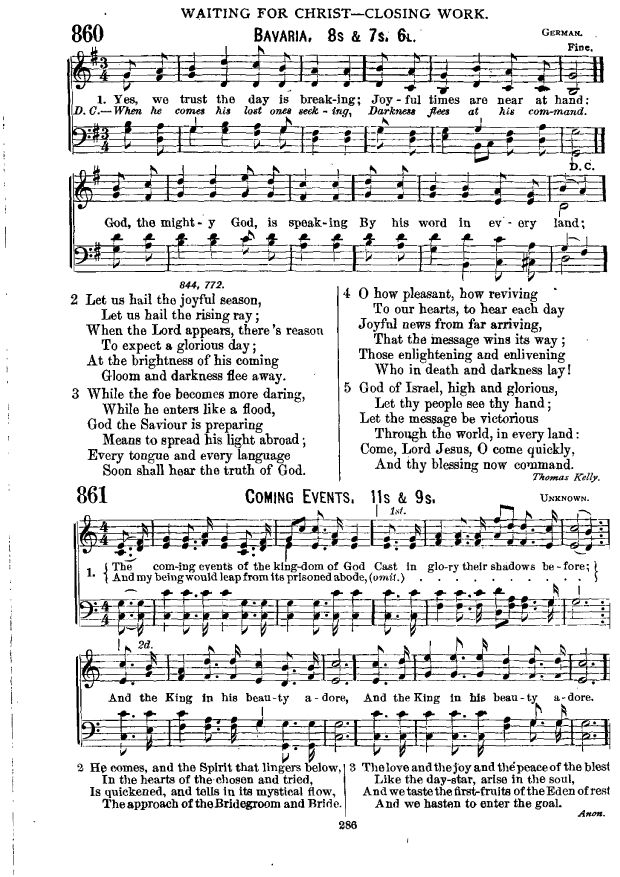 WAITING FOR CHRIST—CLOSING WORK.
860
BAVARIA. 8s & 7s. 6L.
GERMAN.
Fine.
1. Yes, we trust the day is break-ing; Joy-ful times are near at hand:
D. C.—When he comes his lost ones seek-ing, Darkness flees at his com-mand.
D.C.
God, the might-y God, is speak-ing By his word in ev-ery land;
844, 772.
2 Let us hail the joyful season,
Let us hail the rising ray;
When the Lord appears, there's reason
To expect a glorious day;
At the brightness of his coming
Gloom and darkness flee away.
3 While the foe becomes more daring,
While he enters like a flood,
God the Saviour is preparing
Means to spread his light abroad;
Every tongue and every language
Soon shall hear the truth of God.
4 O how pleasant, how reviving
To our hearts, to hear each day
Joyful news from far arriving,
That the message wins its way;
Those enlightening and enlivening
Who in death and darkness lay!
5 God of Israel, high and glorious,
Let thy people see thy hand;
Let the message be victorious
Through the world, in every land:
Come, Lord Jesus, O come quickly,
And thy blessing now command.
Thomas Kelly.
861
COMING EVENTS. 11s & 9s.
UNKNOWN.
1st.
1. The com-ing events of the king-dom of God Cast in glo-ry their shadows be-fore;
And my being would leap from its prisoned abode, (omit.) . . . . . . . . . .
2d.
And the King in his beau-ty a-dore, And the King in his beau-ty a-dore.
2 He comes, and the Spirit that lingers below,
In the hearts of the chosen and tried,
Is quickened, and tells in its mystical flow,
The approach of the Bridegroom and Bride.
3 The love and the joy and the peace of the blest
Like the day-star, arise in the soul,
And we taste the first-fruits of the Eden of rest
And we hasten to enter the goal.
Anon.
286